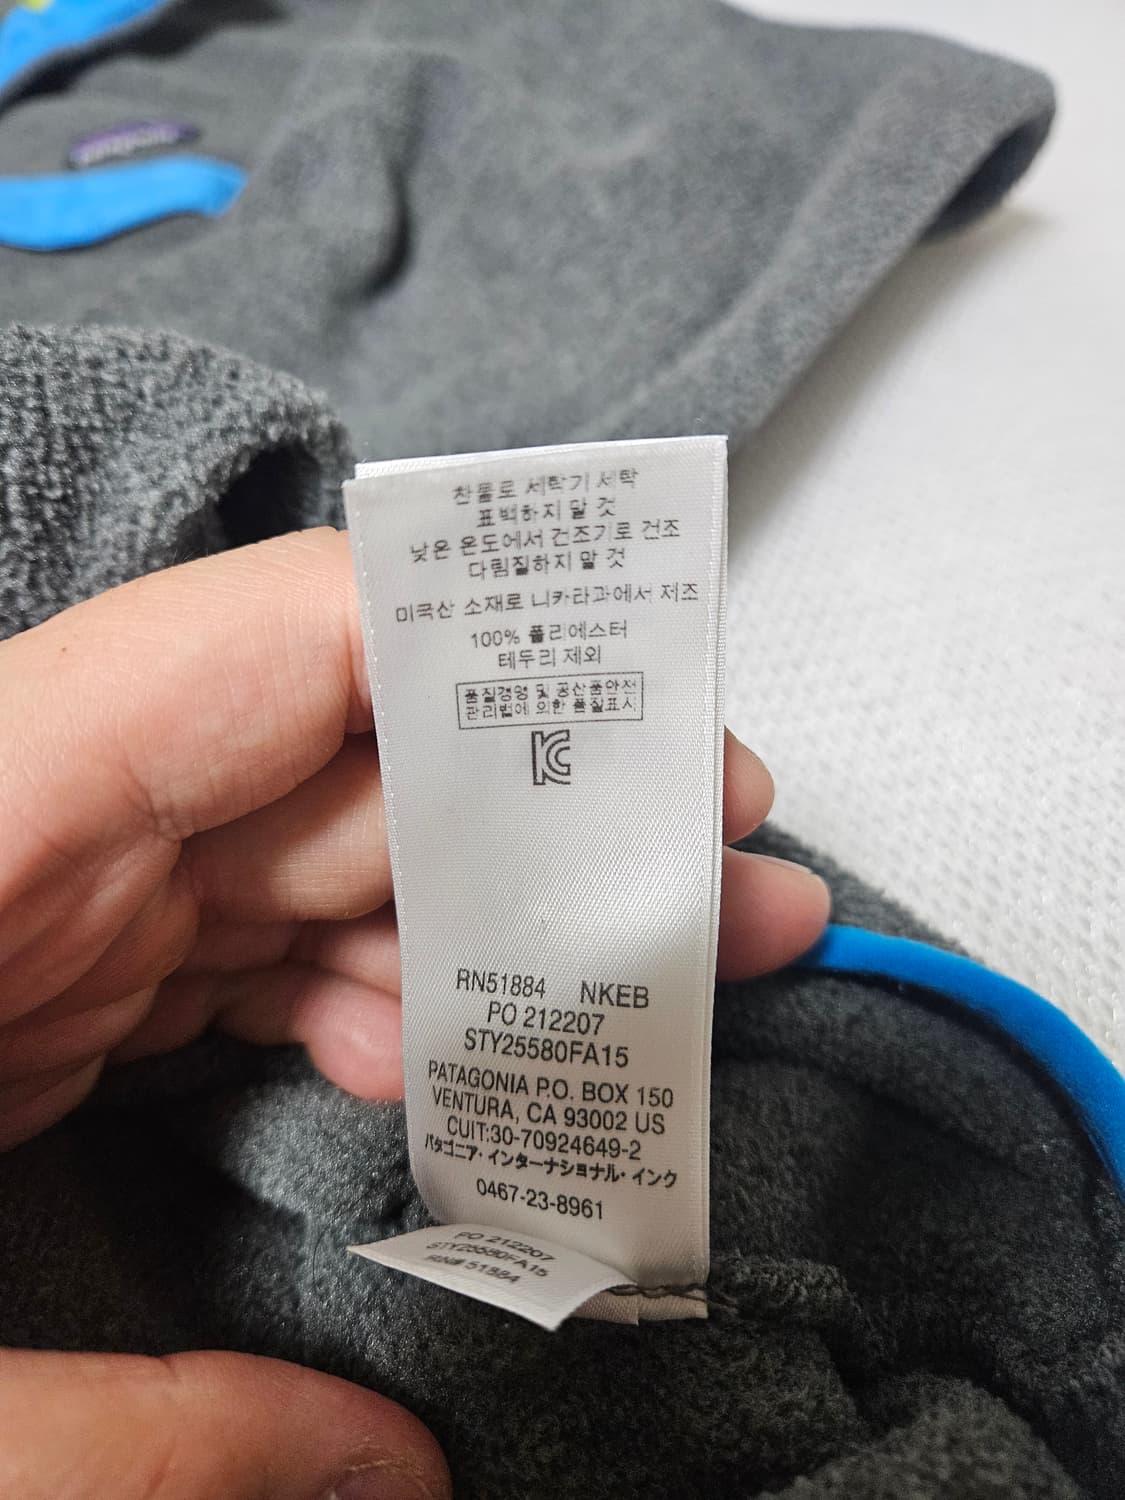 찬물로 세탁기 세탁
표백하지 말 것
낮은 온도에서 건조기로 건조
다림질하지 말 것
미국산 소재로 니카라과에서 제조
100% 폴리에스터
테두리 제외
품질경영 및 공산품안전
관리법에 의한 품질표시
KC
RN51884 NKEB
PO 212207
STY25580FA15
PATAGONIA P.O. BOX 150
VENTURA, CA 93002 US
CUIT:30-70924649-2
パタゴニア・インターナショナル・インク
0467-23-8961
PO 212207
STY25580FA15
RN# 51884